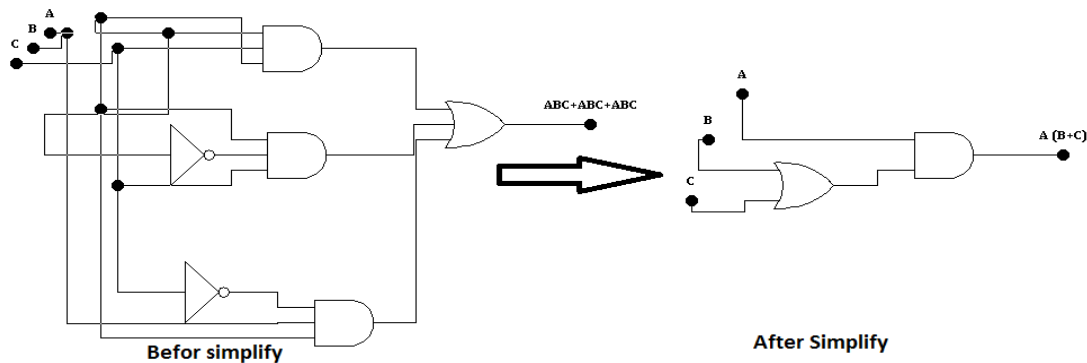 A
B
C
ABC+ABC+ABC
Befor simplify
A
B
C
A (B+C)
After Simplify